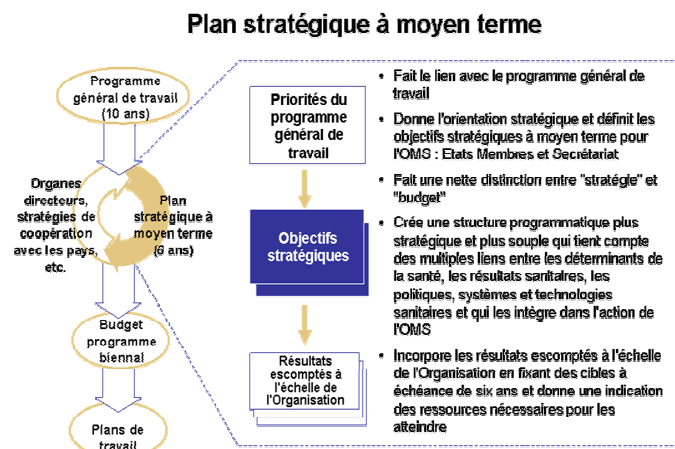 Plan stratégique à moyen terme
Programme
général de travail
(10 ans)
Organes
directeurs,
stratégies de
coopération
avec les pays,
etc.
Plan
stratégique à
moyen terme
(6 ans)
Budget
programme
biennal
Plans de
travail
Priorités du
programme
général de
travail
Objectifs
stratégiques
Résultats
escomptés à
l'échelle de
l'Organisation
• Fait le lien avec le programme général de
travail
• Donne l'orientation stratégique et définit les
objectifs stratégiques à moyen terme pour
l'OMS : Etats Membres et Secrétariat
• Fait une nette distinction entre "stratégie" et
"budget"
• Crée une structure programmatique plus
stratégique et plus souple qui tient compte
des multiples liens entre les déterminants de
la santé, les résultats sanitaires, les
politiques, systèmes et technologies
sanitaires et qui les intègre dans l'action de
l'OMS
• Incorpore les résultats escomptés à l'échelle
de l'Organisation en fixant des cibles à
échéance de six ans et donne une indication
des ressources nécessaires pour les
atteindre